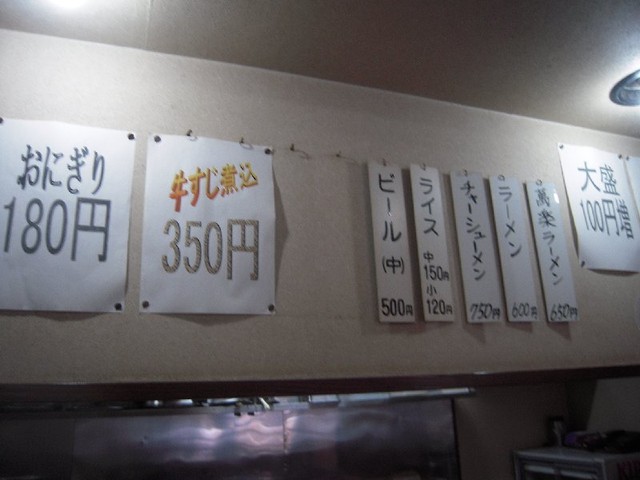 おにぎり
180円
牛すじ煮込
350円
ビール(中)
500円
ライス
中
150円
小
120円
チャーシューメン
750円
ラーメン
600円
萬楽ラーメン
650円
大盛
100円増